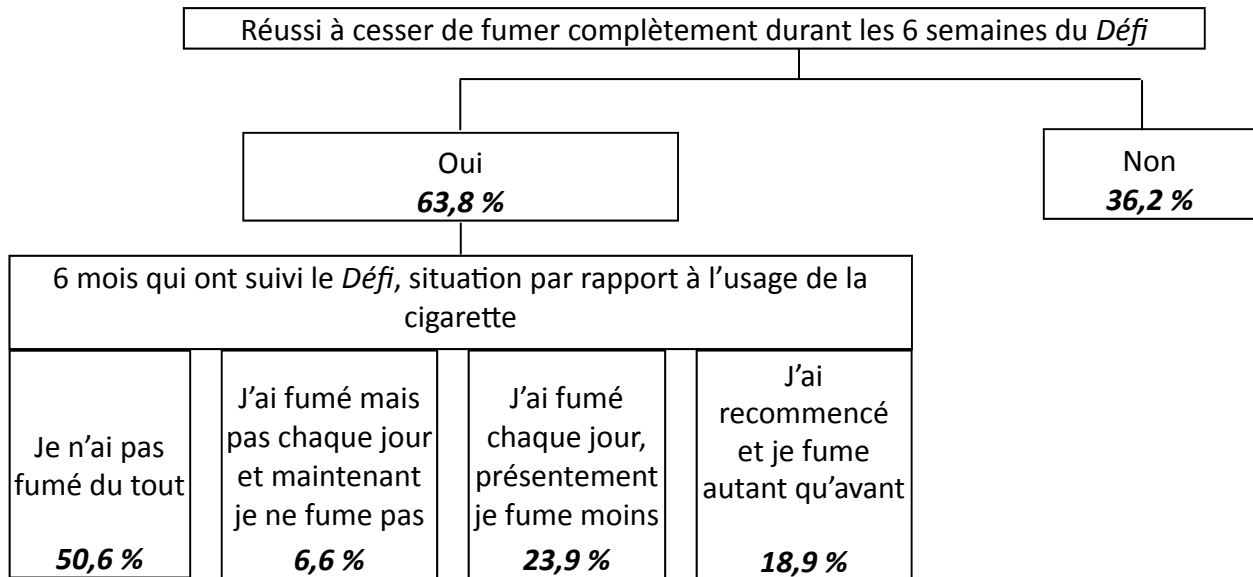 Réussi à cesser de fumer complètement durant les 6 semaines du Défi
Oui
63,8 %
Non
36,2 %
6 mois qui ont suivi le Défi, situation par rapport à l’usage de la
cigarette
Je n’ai pas
fumé du tout
50,6 %
J’ai fumé mais
pas chaque jour
et maintenant
je ne fume pas
6,6 %
J’ai fumé
chaque jour,
présentement
je fume moins
23,9 %
J’ai
recommencé
et je fume
autant qu’avant
18,9 %